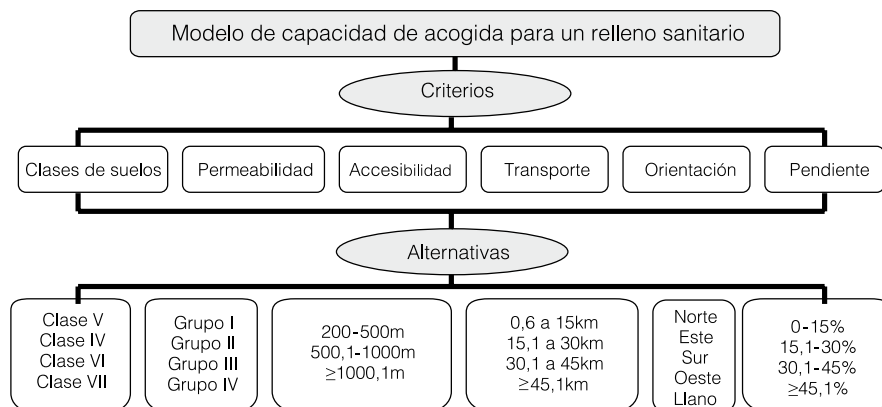 Modelo de capacidad de acogida para un relleno sanitario
Criterios
Clases de suelos
Permeabilidad
Accesibilidad
Transporte
Orientación
Pendiente
Alternativas
Clase V
Clase IV
Clase VI
Clase VII
Grupo I
Grupo II
Grupo III
Grupo IV
200-500m
500,1-1000m
≥1000,1m
0,6 a 15km
15,1 a 30km
30,1 a 45km
≥45,1km
Norte
Este
Sur
Oeste
Llano
0-15%
15,1-30%
30,1-45%
≥45,1%